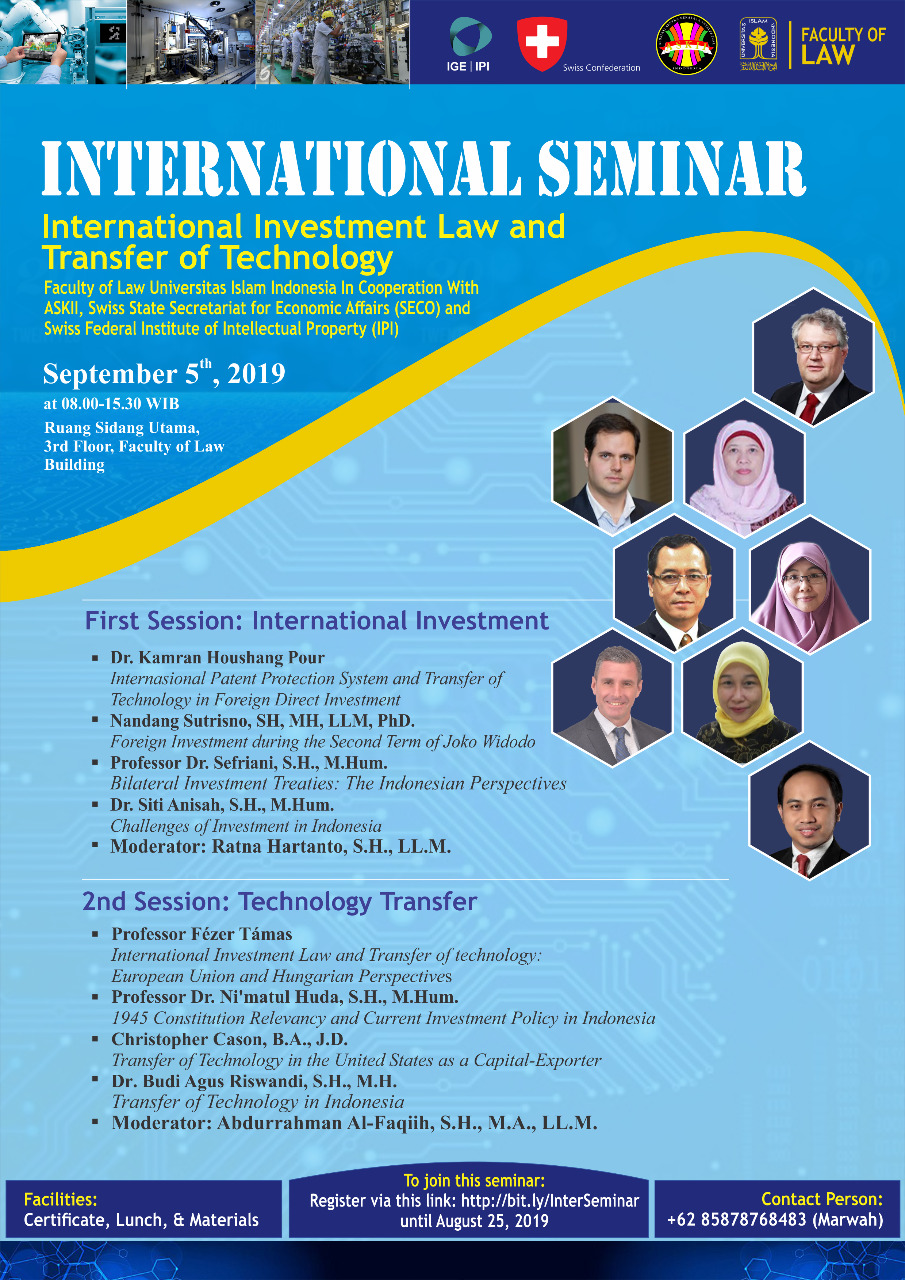 IGE | IPI
Swiss Confederation
ISLAM
INDONESIA
FACULTY OF
LAW
INTERNATIONAL SEMINAR
International Investment Law and
Transfer of Technology
Faculty of Law Universitas Islam Indonesia In Cooperation With
ASKII, Swiss State Secretariat for Economic Affairs (SECO) and
Swiss Federal Institute of Intellectual Property (IPI)
September 5th, 2019
at 08.00-15.30 WIB
Ruang Sidang Utama,
3rd Floor, Faculty of Law
Building
First Session: International Investment
▪ Dr. Kamran Houshang Pour
Internasional Patent Protection System and Transfer of
Technology in Foreign Direct Investment
▪ Nandang Sutrisno, SH, MH, LLM, PhD.
Foreign Investment during the Second Term of Joko Widodo
▪ Professor Dr. Sefriani, S.H., M.Hum.
Bilateral Investment Treaties: The Indonesian Perspectives
▪ Dr. Siti Anisah, S.H., M.Hum.
Challenges of Investment in Indonesia
▪ Moderator: Ratna Hartanto, S.H., LL.M.
2nd Session: Technology Transfer
▪ Professor Fézer Támas
International Investment Law and Transfer of technology:
European Union and Hungarian Perspectives
▪ Professor Dr. Ni'matul Huda, S.H., M.Hum.
1945 Constitution Relevancy and Current Investment Policy in Indonesia
▪ Christopher Cason, B.A., J.D.
Transfer of Technology in the United States as a Capital-Exporter
▪ Dr. Budi Agus Riswandi, S.H., M.H.
Transfer of Technology in Indonesia
▪ Moderator: Abdurrahman Al-Faqiih, S.H., M.A., LL.M.
Facilities:
Certificate, Lunch, & Materials
To join this seminar:
Register via this link: http://bit.ly/InterSeminar
until August 25, 2019
Contact Person:
+62 85878768483 (Marwah)